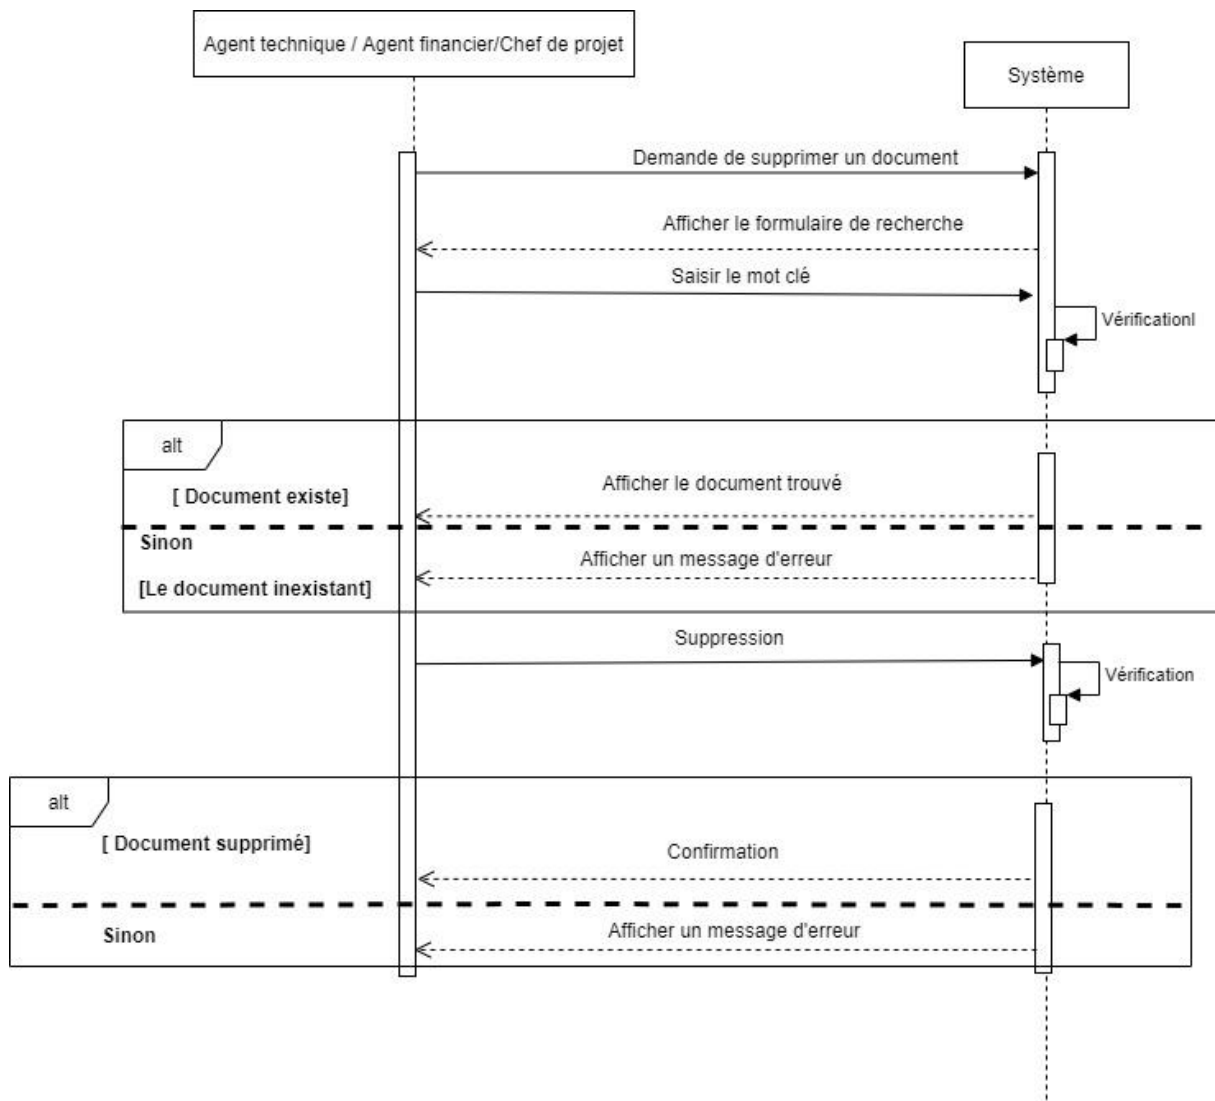 Agent technique / Agent financier/Chef de projet
Système
Demande de supprimer un document
Afficher le formulaire de recherche
Saisir le mot clé
Vérificationl
alt
[ Document existe]
Afficher le document trouvé
Sinon
Afficher un message d'erreur
[Le document inexistant]
Suppression
Vérification
alt
[ Document supprimé]
Confirmation
Sinon
Afficher un message d'erreur